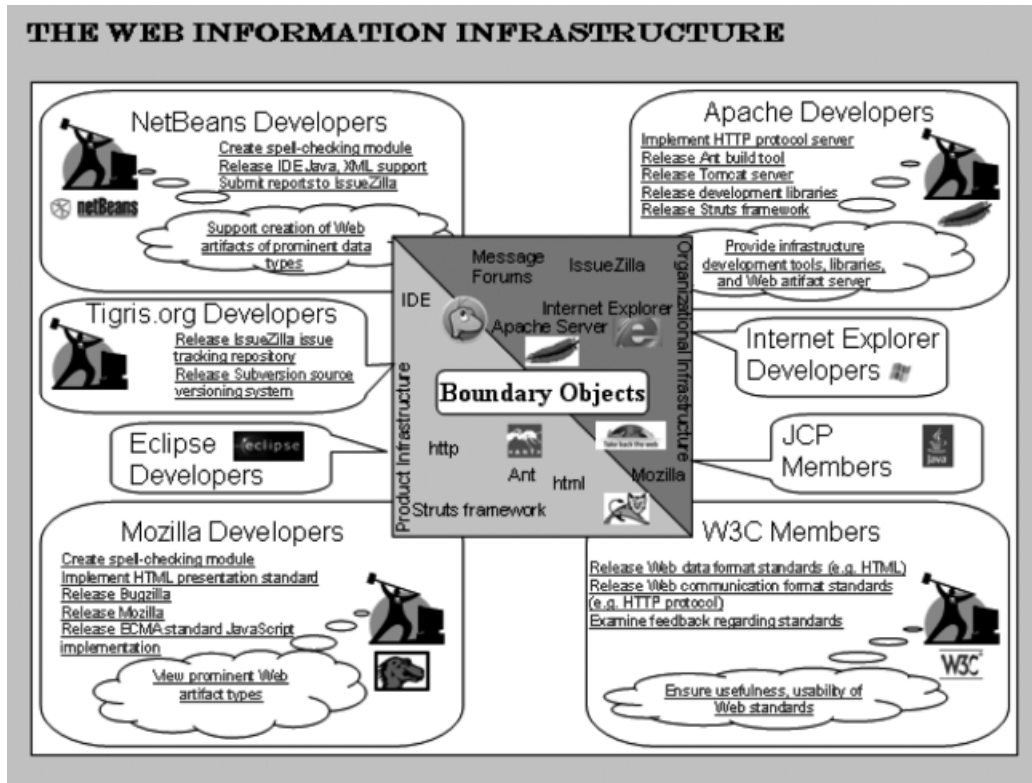 THE WEB INFORMATION INFRASTRUCTURE
NetBeans Developers
Create spell-checking module
Release IDE Java, XML support
Submit reports to IssueZilla
netBeans
Support creation of Web
artifacts of prominent data
types
Apache Developers
Implement HTTP protocol server
Release Ant build tool
Release Tomcat server
Release development libraries
Release Struts framework
Provide infrastructure
development tools, libraries,
and Web artifact server
Tigris.org Developers
Release IssueZilla issue
tracking repository
Release Subversion source
versioning system
Message
Forums
IssueZilla
IDE
Internet Explorer
Apache Server
Organizational Infrastructure
Product Infrastructure
Boundary Objects
http
Ant
html
Take back the web
Mozilla
Struts framework
Internet Explorer
Developers
Eclipse
Developers
eclipse
JCP
Members
Java
Mozilla Developers
Create spell-checking module
Implement HTML presentation standard
Release Bugzilla
Release Mozilla
Release ECMA standard JavaScript
implementation
View prominent Web
artifact types
W3C Members
Release Web data format standards (e.g. HTML)
Release Web communication format standards
(e.g. HTTP protocol)
Examine feedback regarding standards
W3C
Ensure usefulness, usability of
Web standards